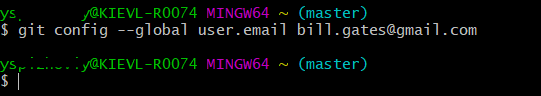 ys y@KIEVL-R0074 MINGW64 ~ (master)
$ git config --global user.email bill.gates@gmail.com
ys y@KIEVL-R0074 MINGW64 ~ (master)
$